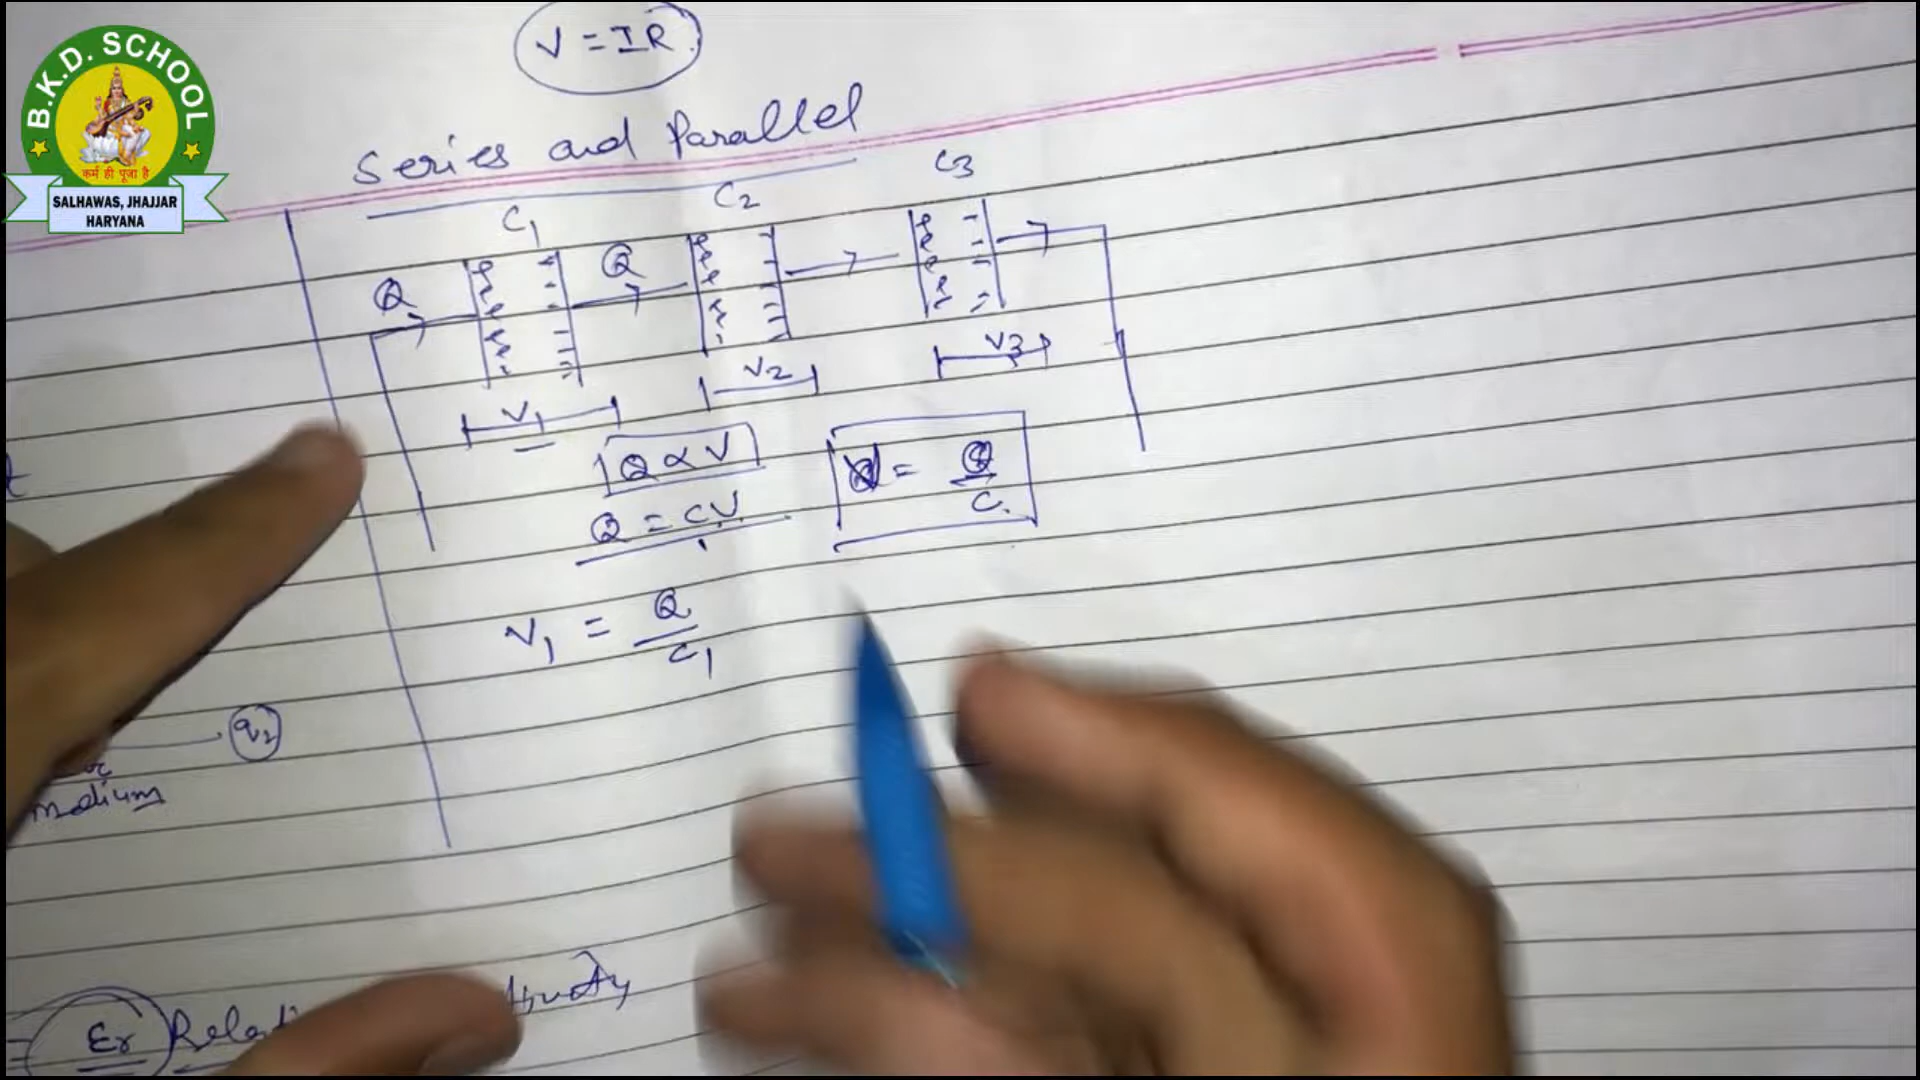 B.K.D. SCHOOL
कर्म ही पूजा है
SALHAWAS, JHAJJAR
HARYANA
V = IR
Series and Parallel
C1 C2 C3
Q Q
V1 V2 V3
Q ∝ V
= Q/C
Q = CV
V1 = Q/C1
q2
medium
Er